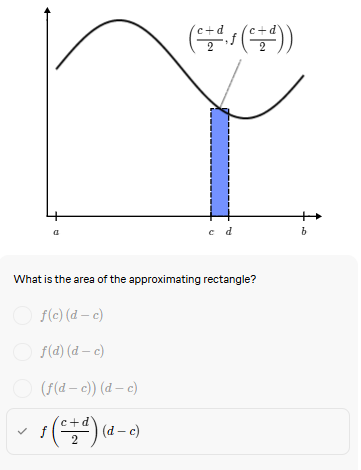 (c+d/2, f(c+d/2))
a c d b
What is the area of the approximating rectangle?
f(c)(d − c)
f(d)(d − c)
(f(d − c))(d − c)
f(c+d/2)(d − c)